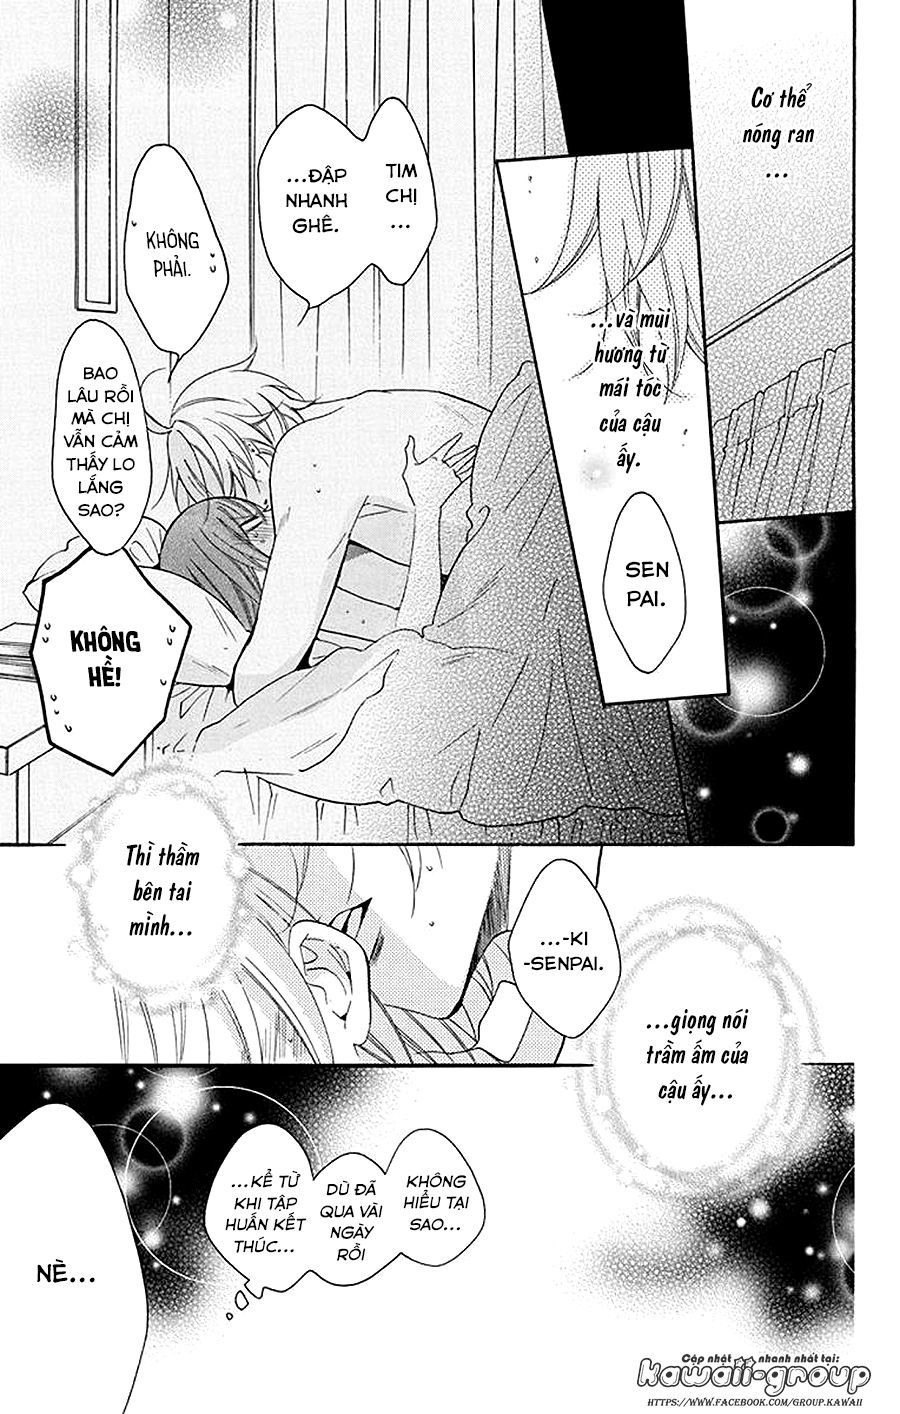 Cơ thể
nóng ran
...
...và mùi
hương từ
mái tóc
của cậu
ấy.
SEN
PAI.
TIM
CHỊ
...
...ĐẬP
NHANH
GHÊ.
KHÔNG
PHẢI.
BAO
LÂU RỒI
MÀ CHỊ
VẪN CẢM
THẤY LO
LẮNG
SAO?
KHÔNG
HỀ!
...giọng nói
trầm ấm của
cậu ấy...
...-KI
-SENPAI.
Thì thầm
bên tai
mình...
KHÔNG
HIỂU TẠI
SAO...
DÙ ĐÃ
QUA VÀI
NGÀY
RỒI
...KỂ TỪ
KHI TẬP
HUẤN KẾT
THÚC...
NÈ...
Cập nhật nhanh nhất tại:
kawaii-group
HTTPS://WWW.FACEBOOK.COM/GROUP.KAWAII